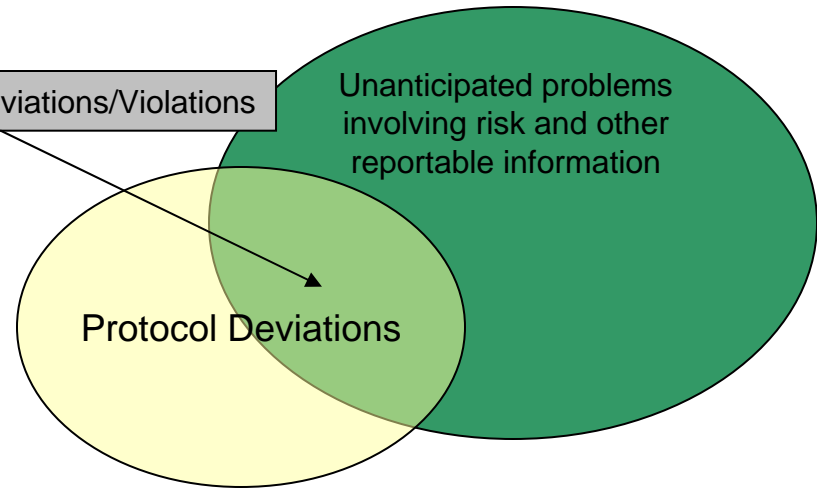 viations/Violations
Unanticipated problems
involving risk and other
reportable information
Protocol Deviations